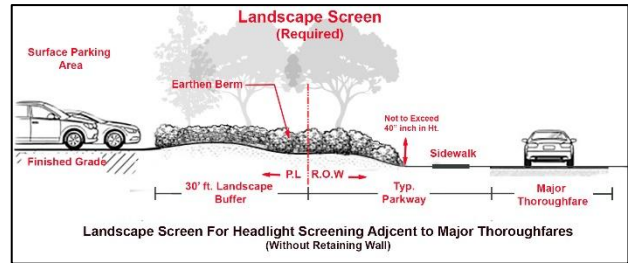 Landscape Screen
(Required)
Surface Parking
Area
Earthen Berm
Not to Exceed
40" inch in Ht.
Sidewalk
Finished Grade
P.L
R.O.W
30' ft. Landscape
Buffer
Typ.
Parkway
Major
Thoroughfare
Landscape Screen For Headlight Screening Adjcent to Major Thoroughfares
(Without Retaining Wall)